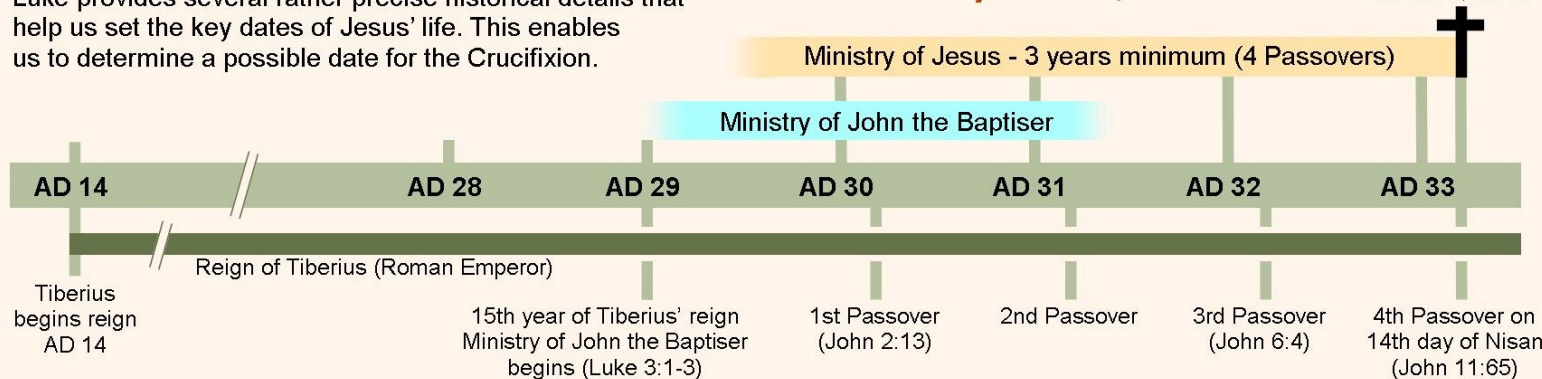 Luke provides several rather precise historical details that
help us set the key dates of Jesus' life. This enables
us to determine a possible date for the Crucifixion.
Ministry of Jesus - 3 years minimum (4 Passovers)
Ministry of John the Baptiser
AD 14
AD 28
AD 29
AD 30
AD 31
AD 32
AD 33
Reign of Tiberius (Roman Emperor)
Tiberius
begins reign
AD 14
15th year of Tiberius' reign
Ministry of John the Baptiser
begins (Luke 3:1-3)
1st Passover
(John 2:13)
2nd Passover
3rd Passover
(John 6:4)
4th Passover on
14th day of Nisan
(John 11:65)